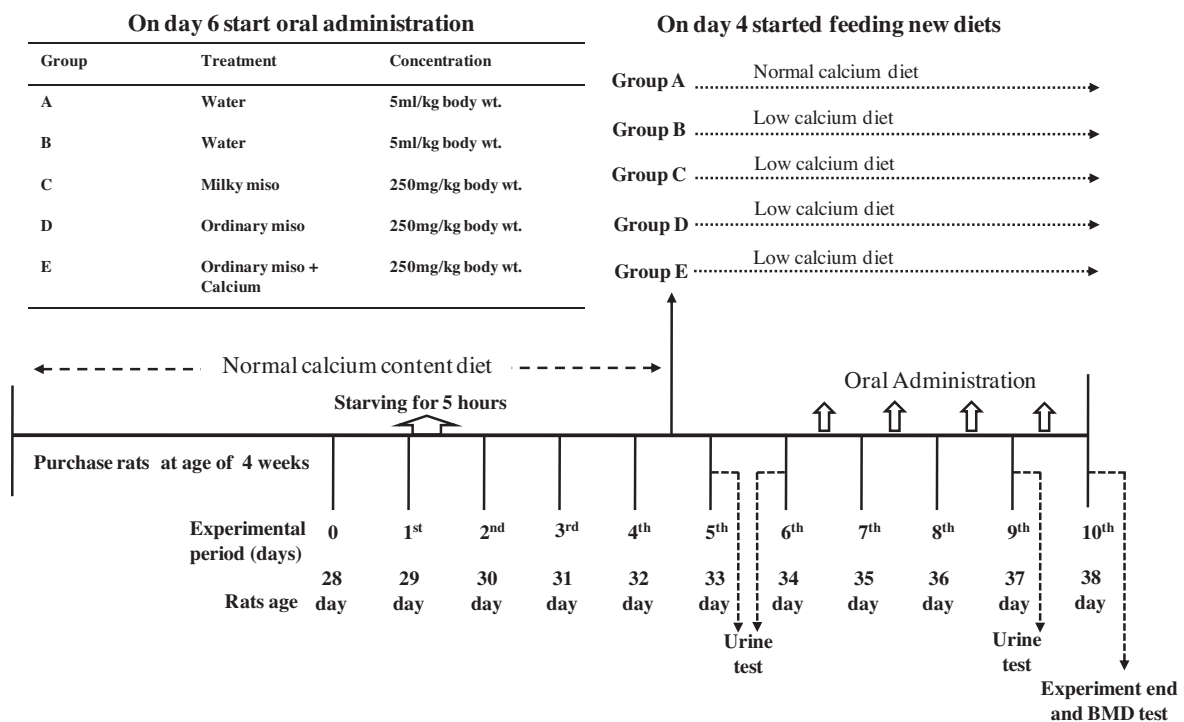 On day 6 start oral administration
Group Treatment Concentration
A Water 5ml/kg body wt.
B Water 5ml/kg body wt.
C Milky miso 250mg/kg body wt.
D Ordinary miso 250mg/kg body wt.
E Ordinary miso + 250mg/kg body wt.
Calcium
On day 4 started feeding new diets
Group A Normal calcium diet
Group B Low calcium diet
Group C Low calcium diet
Group D Low calcium diet
Group E Low calcium diet
Normal calcium content diet
Oral Administration
Starving for 5 hours
Purchase rats at age of 4 weeks
Experimental
period (days)
0 1st 2nd 3rd 4th 5th 6th 7th 8th 9th 10th
28 29 30 31 32 33 34 35 36 37 38
Rats age day day day day day day day day day day day
Urine
test
Urine
test
Experiment end
and BMD test